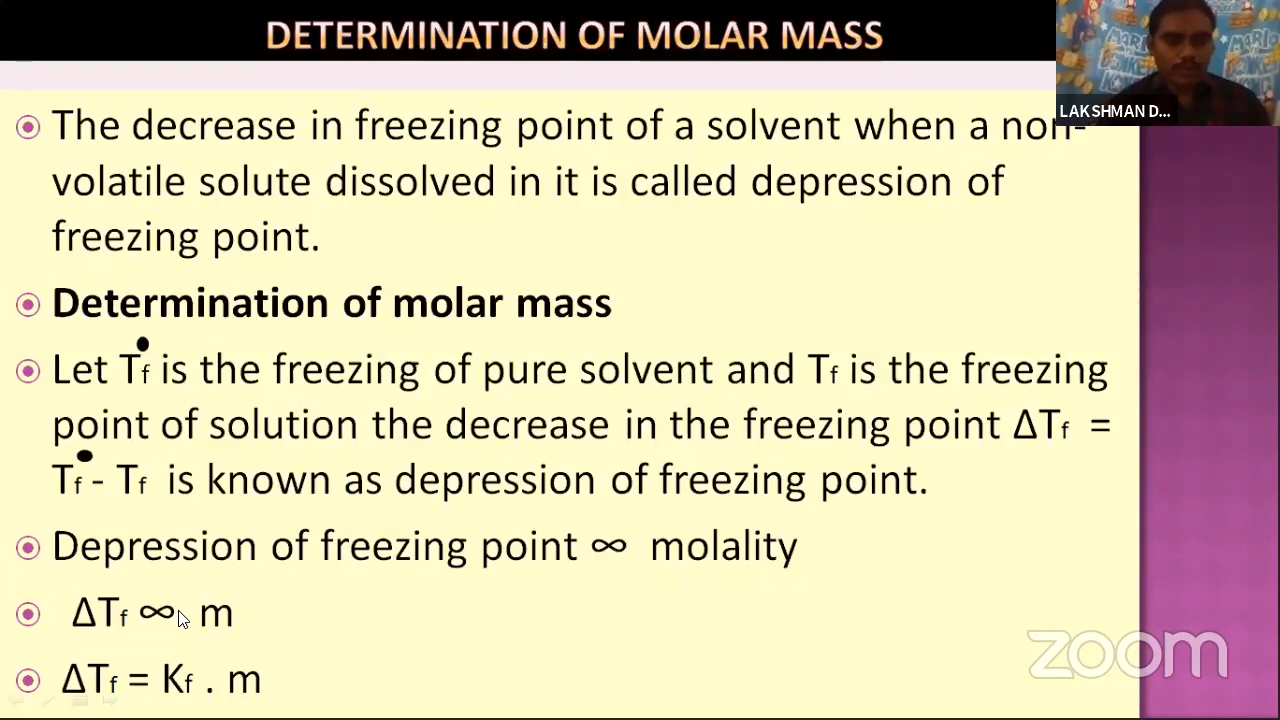 DETERMINATION OF MOLAR MASS
LAKSHMAN D...
The decrease in freezing point of a solvent when a non-
volatile solute dissolved in it is called depression of
freezing point.
Determination of molar mass
Let Tf• is the freezing of pure solvent and Tf is the freezing
point of solution the decrease in the freezing point ΔTf =
Tf• - Tf is known as depression of freezing point.
Depression of freezing point ∞ molality
ΔTf ∞ m
ΔTf = Kf . m
zoom